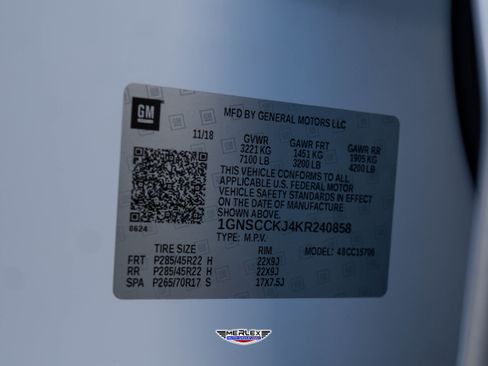 GM
MFD BY GENERAL MOTORS LLC
11/18
GVWR GAWR FRT GAWR RR
3221 KG 1451 KG 1905 KG
7100 LB 3200 LB 4200 LB
THIS VEHICLE CONFORMS TO ALL
APPLICABLE U.S. FEDERAL MOTOR
VEHICLE SAFETY STANDARDS IN EFFECT
ON THE DATE OF MANUFACTURE
SHOWN ABOVE.
1GNSCCKJ4KR240858
TYPE: M.P.V. MODEL: 48CC15706
6624
TIRE SIZE RIM
FRT P285/45R22 H 22X9J
RR P285/45R22 H 22X9J
SPA P265/70R17 S 17X7.5J
MERLEX